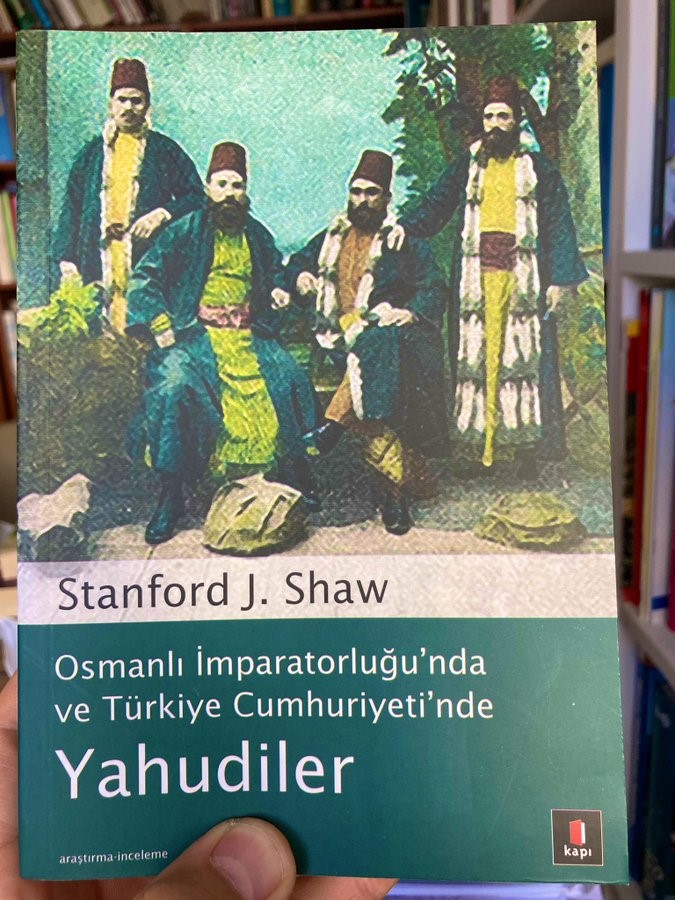 Stanford J. Shaw
Osmanlı İmparatorluğu'nda
ve Türkiye Cumhuriyeti'nde
Yahudiler
araştırma-inceleme
kapı